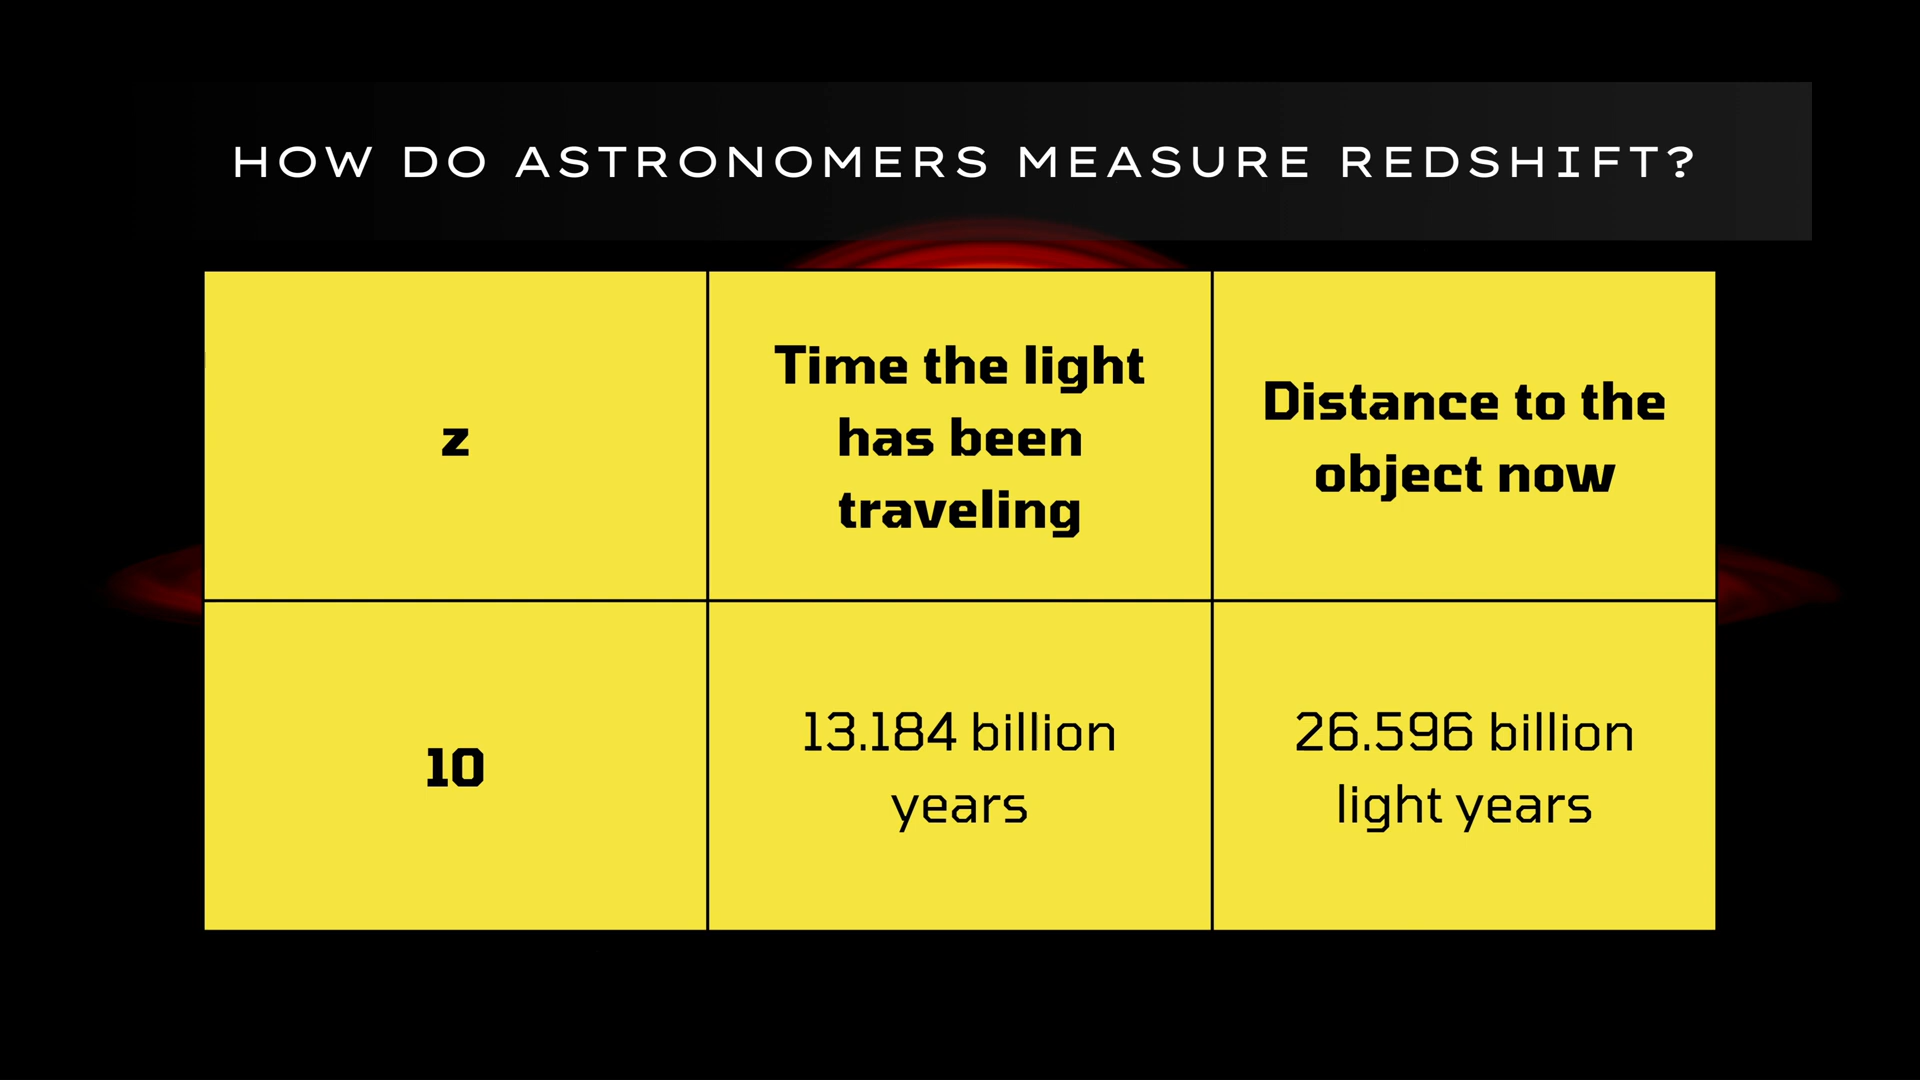 HOW DO ASTRONOMERS MEASURE REDSHIFT?
z
Time the light
has been
traveling
Distance to the
object now
10
13.184 billion
years
26.596 billion
light years